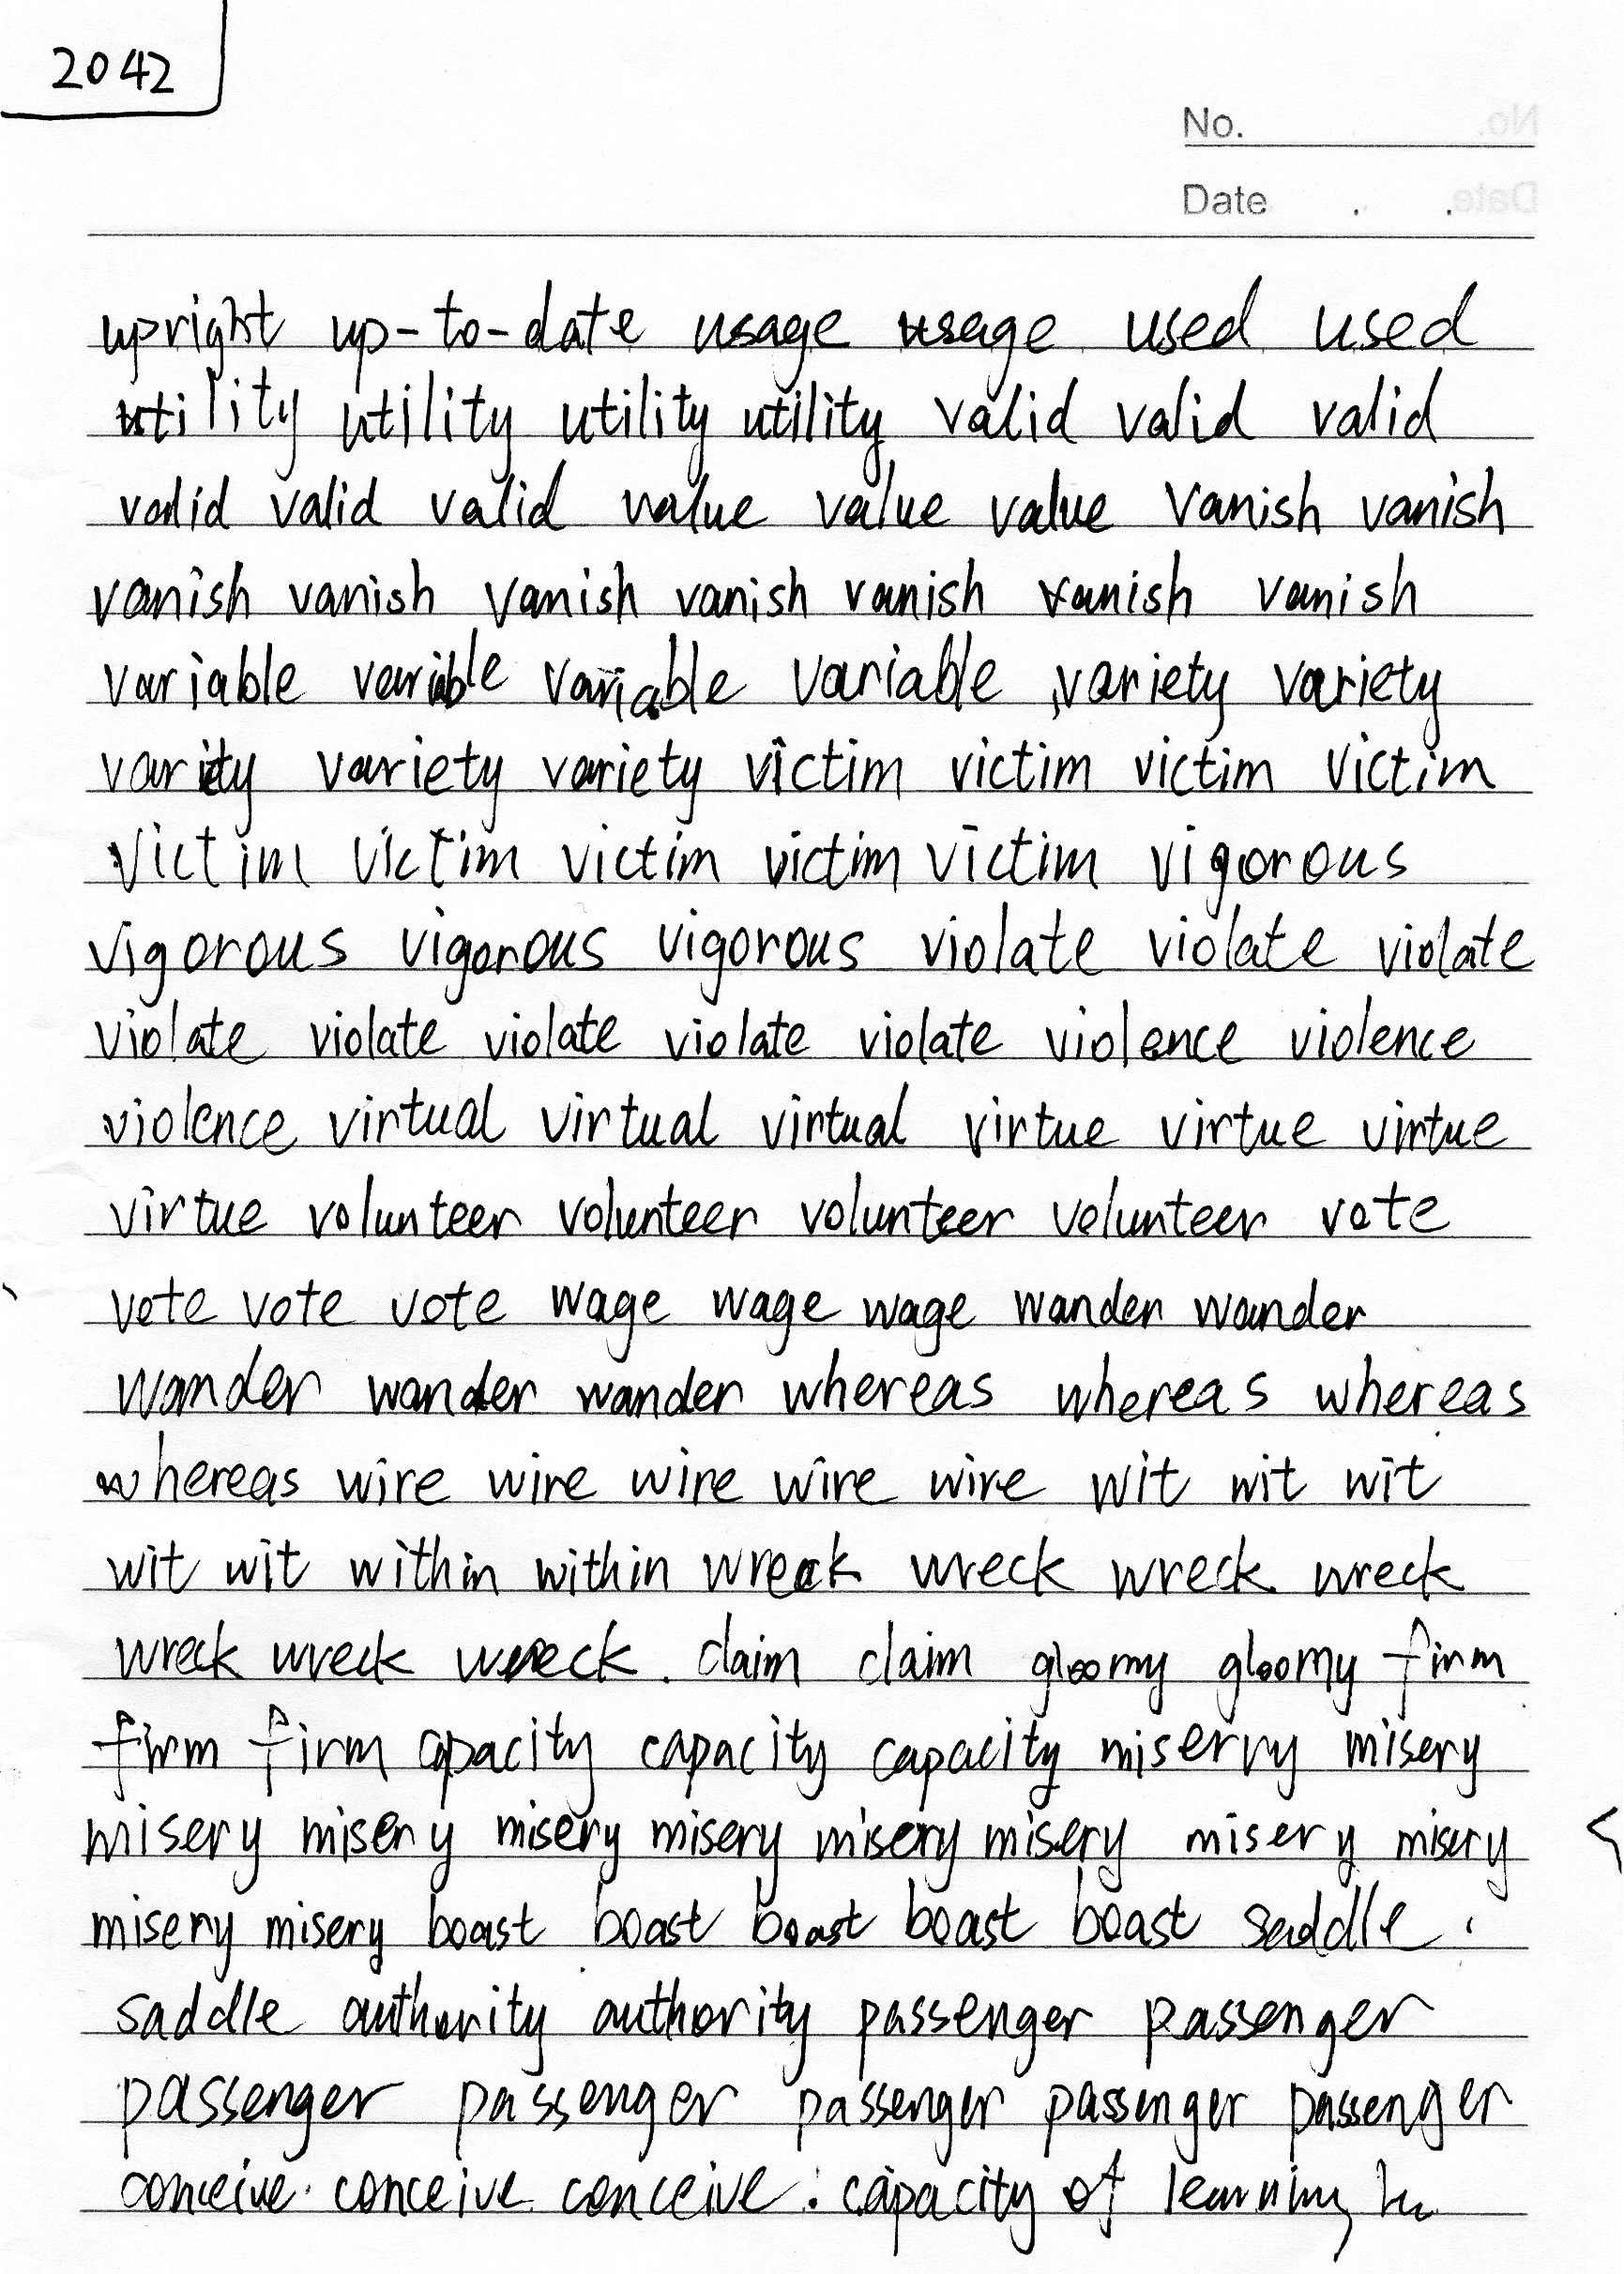 2042
No.
Date . .
upright up-to-date usage usage used used
utility utility utility utility valid valid valid
valid valid valid value value value vanish vanish
vanish vanish vanish vanish vanish vanish vanish
variable varible variable variable variety variety
variety variety variety victim victim victim victim
victim victim victim victim victim vigorous
vigorous vigorous vigorous violate violate violate
violate violate violate violate violate violence violence
violence virtual virtual virtual virtue virtue virtue
virtue volunteer volunteer volunteer volunteer vote
vote vote vote wage wage wage wander wander
wander wander wander whereas whereas whereas
whereas wire wire wire wire wire wit wit wit
wit wit within within wreck wreck wreck wreck
wreck wreck wreck. claim claim gloomy gloomy firm
firm firm capacity capacity capacity miserry misery
misery misery misery misery misery misery misery misery
misery misery boast boast boast boast boast saddle.
saddle authority authority passenger passenger
passenger passenger passenger passenger passenger
conceive. conceive conceive. capacity of learning